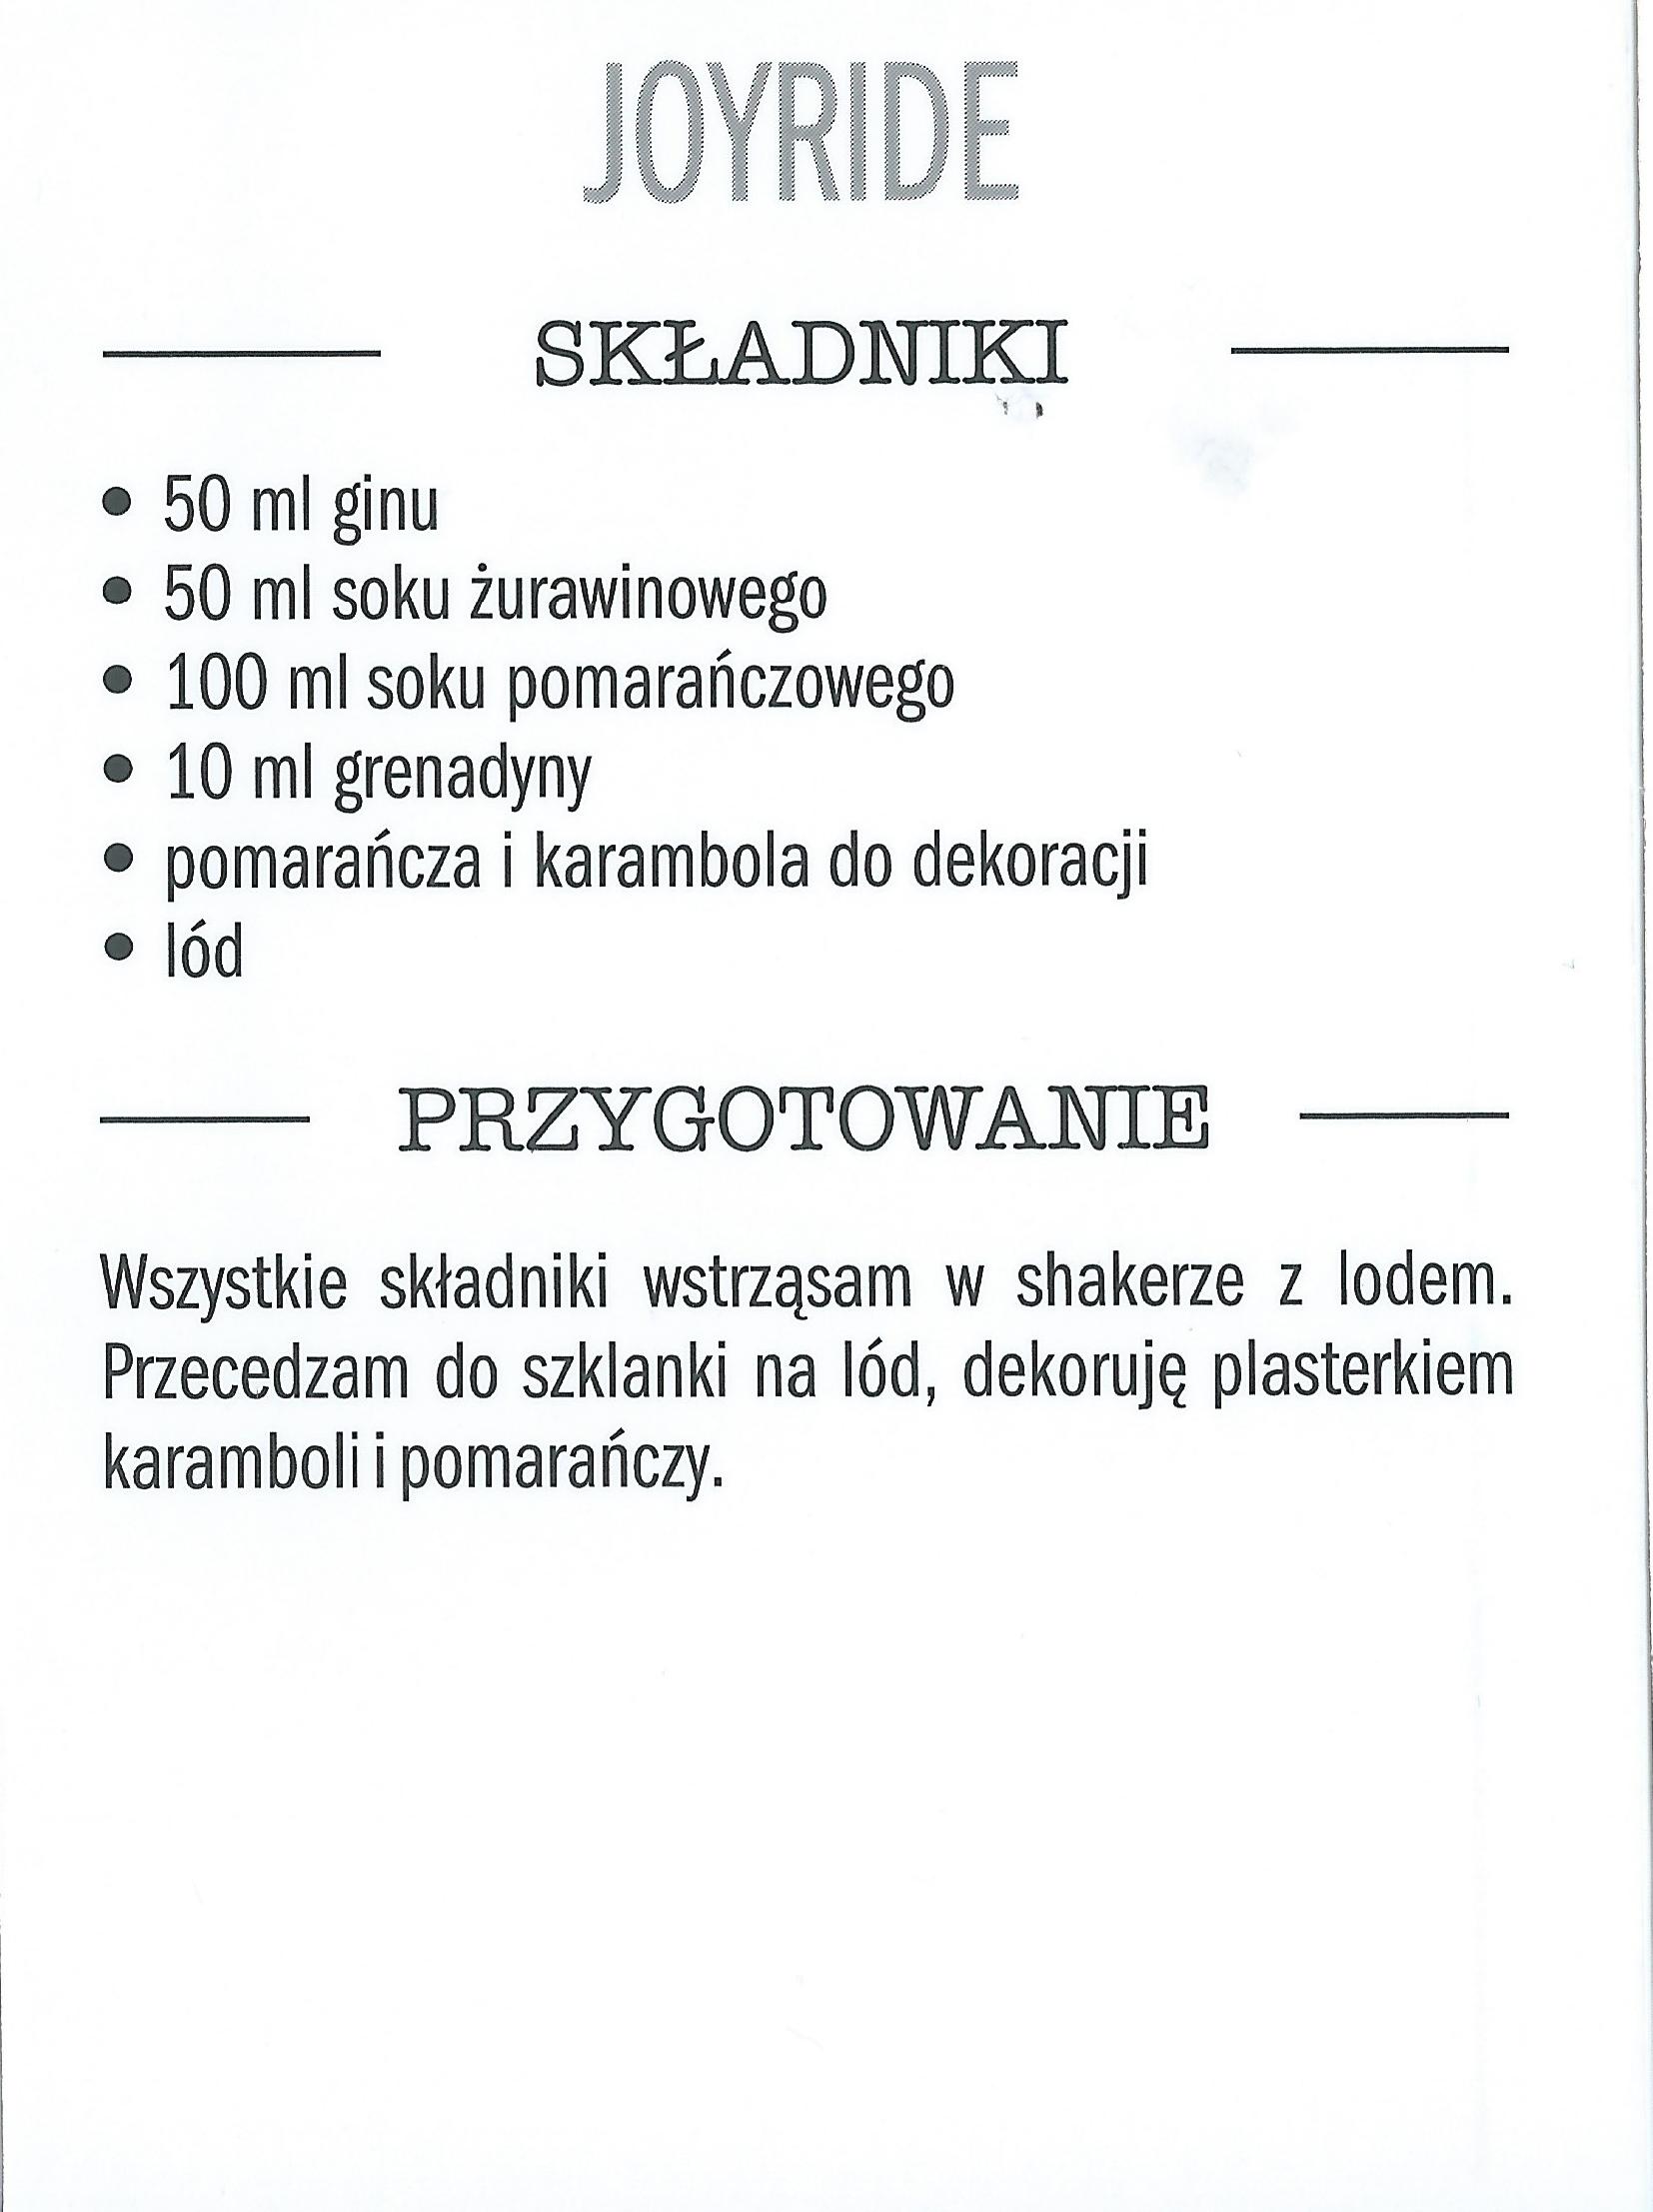 JOYRIDE
SKŁADNIKI
• 50 ml ginu
• 50 ml soku żurawinowego
• 100 ml soku pomarańczowego
• 10 ml grenadyny
• pomarańcza i karambola do dekoracji
• lód
PRZYGOTOWANIE
Wszystkie składniki wstrząsam w shakerze z lodem.
Przecedzam do szklanki na lód, dekoruję plasterkiem
karamboli i pomarańczy.